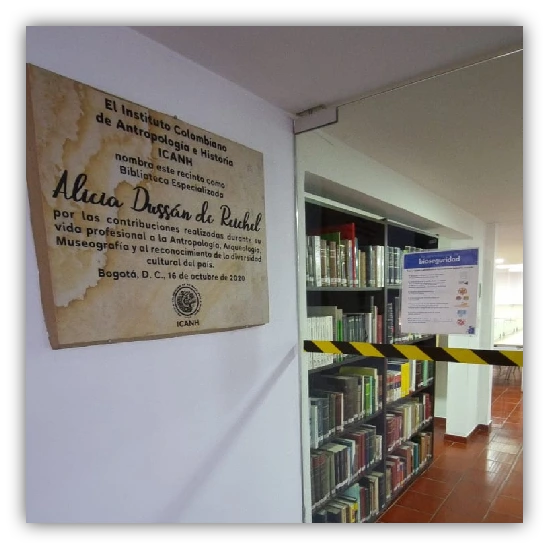 El Instituto Colombiano
de Antropología e Historia
ICANH
nombra este recinto como
Biblioteca Especializada
Alicia Dussán de Reichel
por las contribuciones realizadas durante su
vida profesional a la Antropología, Arqueología,
Museografía y al reconocimiento de la diversidad
cultural del país.
Bogotá, D. C., 16 de octubre de 2020
ICANH
bioseguridad